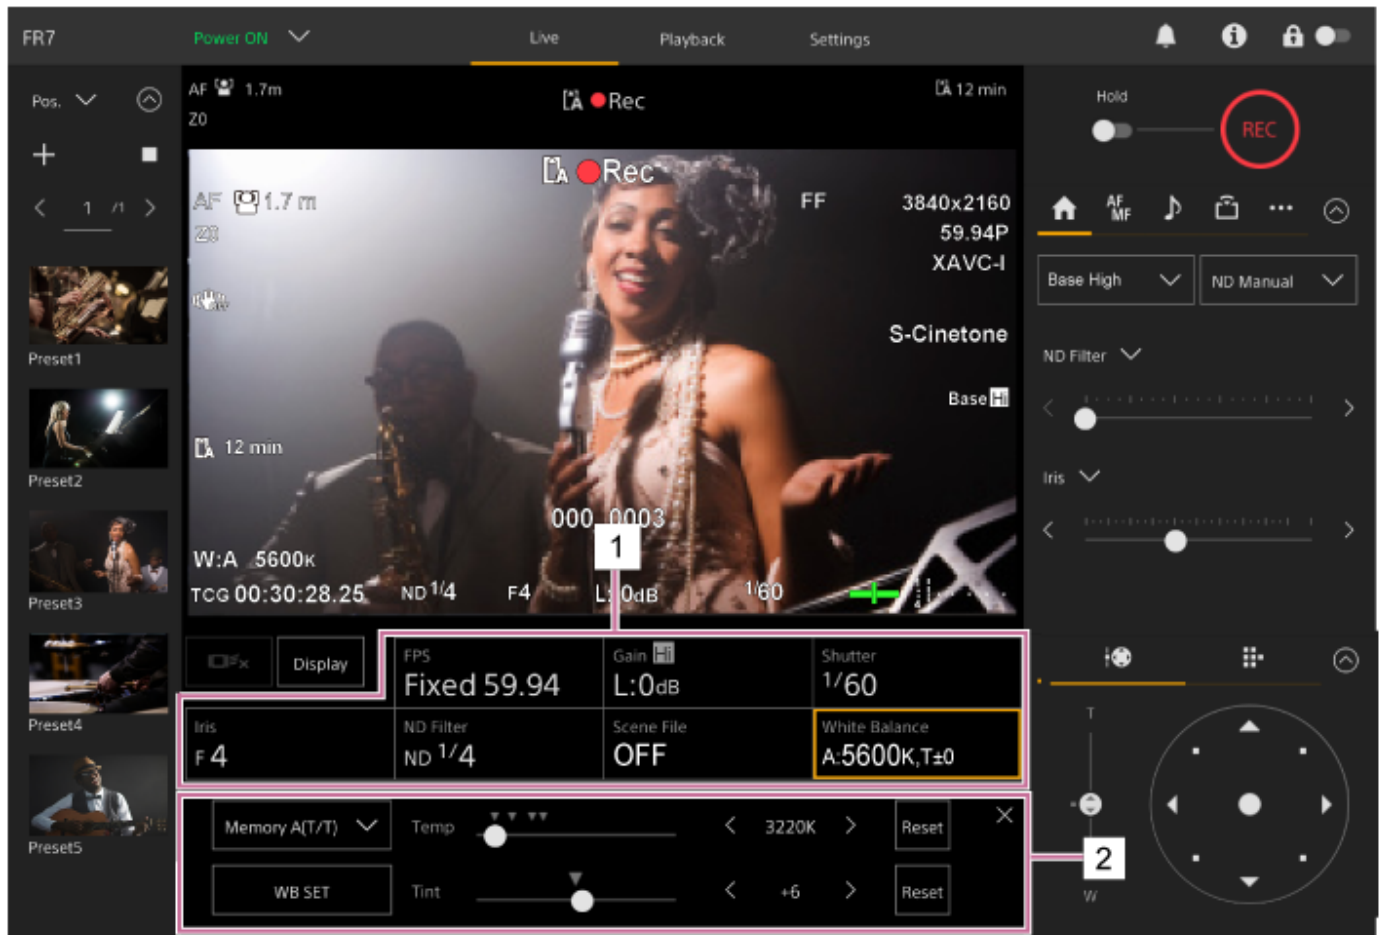 FR7
Power ON
Live
Playback
Settings
Pos.
1 /1
Preset1
Preset2
Preset3
Preset4
Preset5
AF 1.7m
Z0
A Rec
A 12 min
A Rec
AF 1.7 m
Z0
FF
3840x2160
59.94P
XAVC-I
S-Cinetone
Base Hi
A 12 min
000_0003
W:A 5600K
TCG 00:30:28.25
ND 1/4
F4
L:0dB
1/60
1
Display
FPS
Fixed 59.94
Gain Hi
L:0dB
Shutter
1/60
Iris
F 4
ND Filter
ND 1/4
Scene File
OFF
White Balance
A:5600K,T±0
Memory A(T/T)
Temp
3220K
Reset
WB SET
Tint
+6
Reset
2
Hold
REC
AF
MF
Base High
ND Manual
ND Filter
Iris
T
W